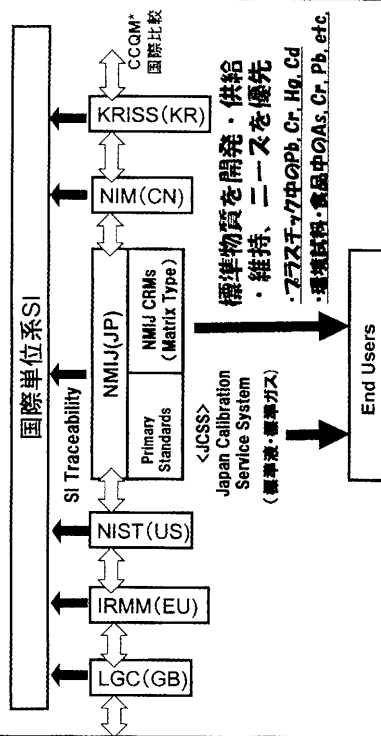 国際単位系SI
SI Traceability
LGC(GB)
IRMM(EU)
NIST(US)
NMIJ(JP)
Primary
Standards
NMIJ CRMs
(Matrix Type)
NIM(CN)
KRISS(KR)
CCQM*
国際比較
<JCSS>
Japan Calibration
Service System
(標準液・標準ガス)
標準物質を開発・供給
・維持、ニーズを優先
・プラスチック中のPb, Cr, Hg, Cd
・環境試料・食品中のAs, Cr, Pb, etc.
End Users